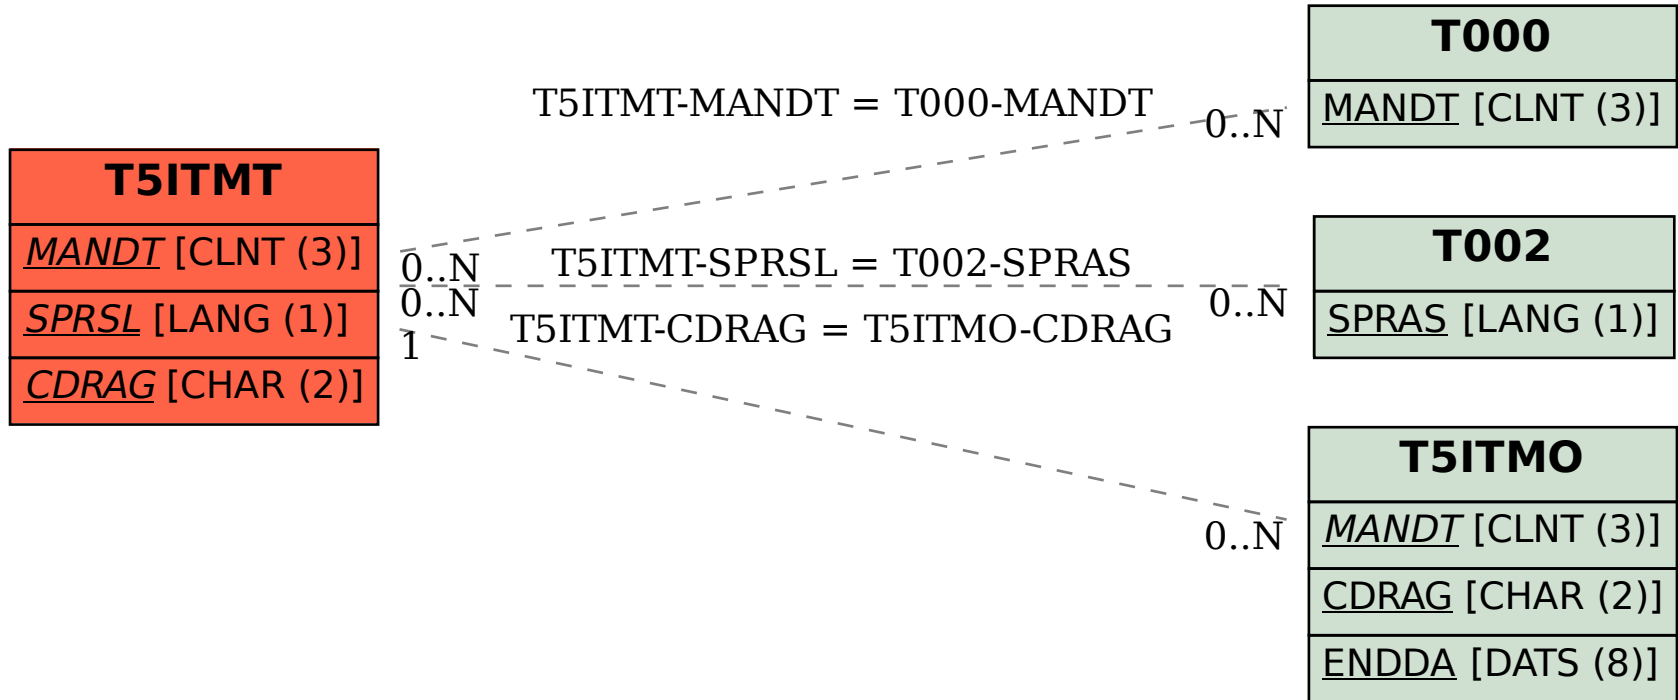 T5ITMT
MANDT [CLNT (3)]
SPRSL [LANG (1)]
CDRAG [CHAR (2)]
T5ITMT-MANDT = T000-MANDT
0..N
0..N
T5ITMT-SPRSL = T002-SPRAS
0..N
0..N
T5ITMT-CDRAG = T5ITMO-CDRAG
1
0..N
T000
MANDT [CLNT (3)]
T002
SPRAS [LANG (1)]
T5ITMO
MANDT [CLNT (3)]
CDRAG [CHAR (2)]
ENDDA [DATS (8)]